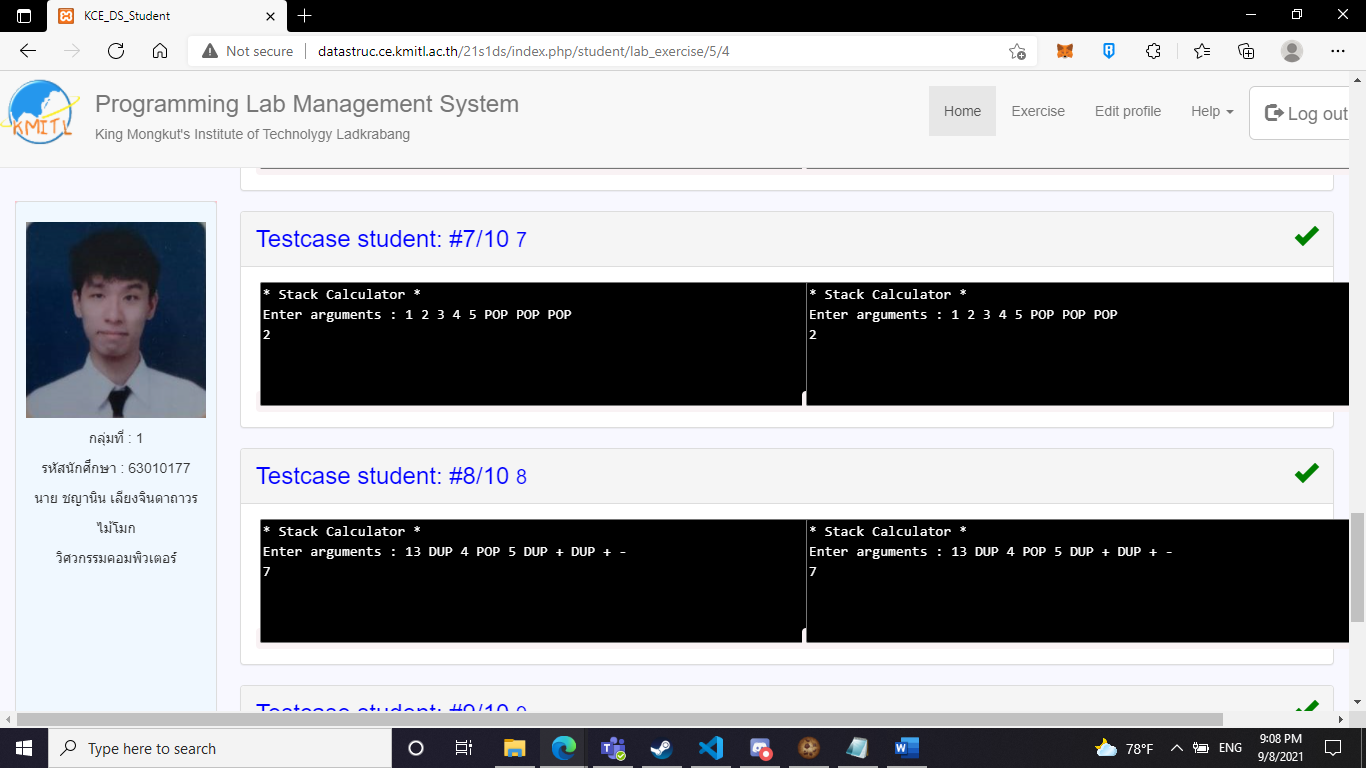 KCE_DS_Student
Not secure
datastruc.ce.kmitl.ac.th/21s1ds/index.php/student/lab_exercise/5/4
KMITL
Programming Lab Management System
King Mongkut's Institute of Technolygy Ladkrabang
Home
Exercise
Edit profile
Help
Log out
กลุ่มที่ : 1
รหัสนักศึกษา : 63010177
นาย ชญานิน เลียงจินดาถาวร
ไม้โมก
วิศวกรรมคอมพิวเตอร์
Testcase student: #7/10 7
* Stack Calculator *
Enter arguments : 1 2 3 4 5 POP POP POP
2
* Stack Calculator *
Enter arguments : 1 2 3 4 5 POP POP POP
2
Testcase student: #8/10 8
* Stack Calculator *
Enter arguments : 13 DUP 4 POP 5 DUP + DUP + -
7
* Stack Calculator *
Enter arguments : 13 DUP 4 POP 5 DUP + DUP + -
7
Testcase student: #9/10 9
Type here to search
78°F
ENG
9:08 PM
9/8/2021